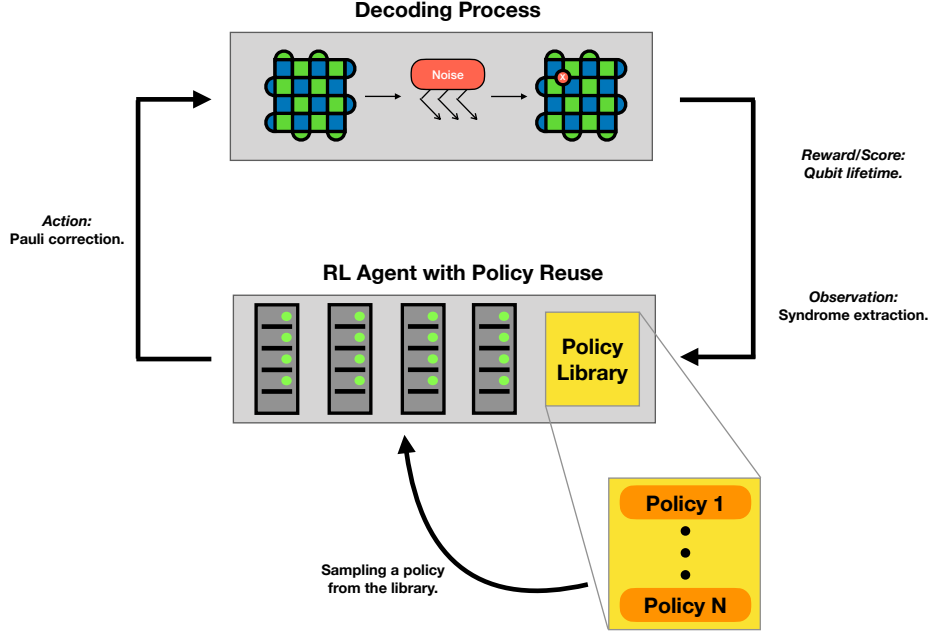 Decoding Process
Noise
X
Reward/Score:
Qubit lifetime.
Action:
Pauli correction.
RL Agent with Policy Reuse
Observation:
Syndrome extraction.
Policy
Library
Policy 1
Sampling a policy
from the library.
Policy N